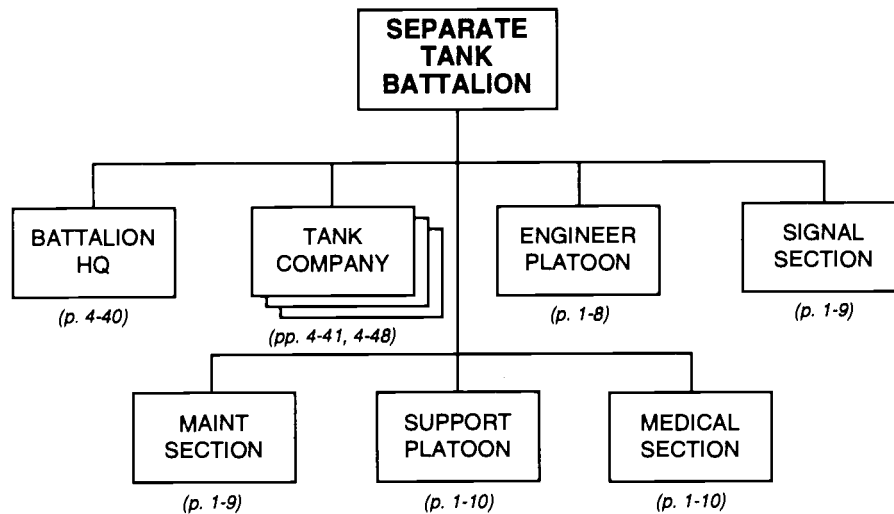 SEPARATE
TANK
BATTALION
BATTALION
HQ
(p. 4-40)
TANK
COMPANY
(pp. 4-41, 4-48)
ENGINEER
PLATOON
(p. 1-8)
SIGNAL
SECTION
(p. 1-9)
MAINT
SECTION
(p. 1-9)
SUPPORT
PLATOON
(p. 1-10)
MEDICAL
SECTION
(p. 1-10)